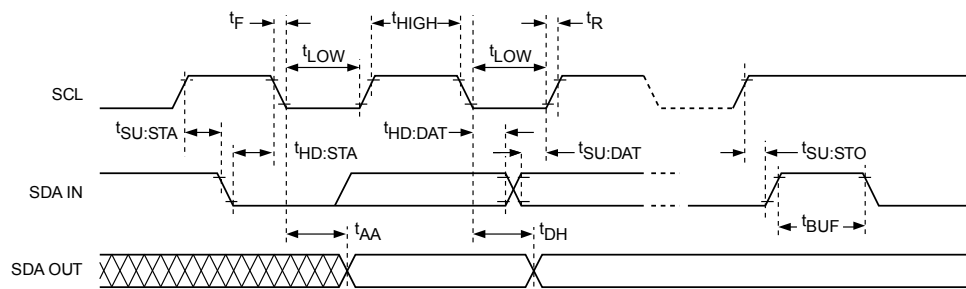 tF
tHIGH
tR
tLOW
tLOW
SCL
tSU:STA
tHD:STA
tHD:DAT
tSU:DAT
tSU:STO
SDA IN
tAA
tDH
tBUF
SDA OUT